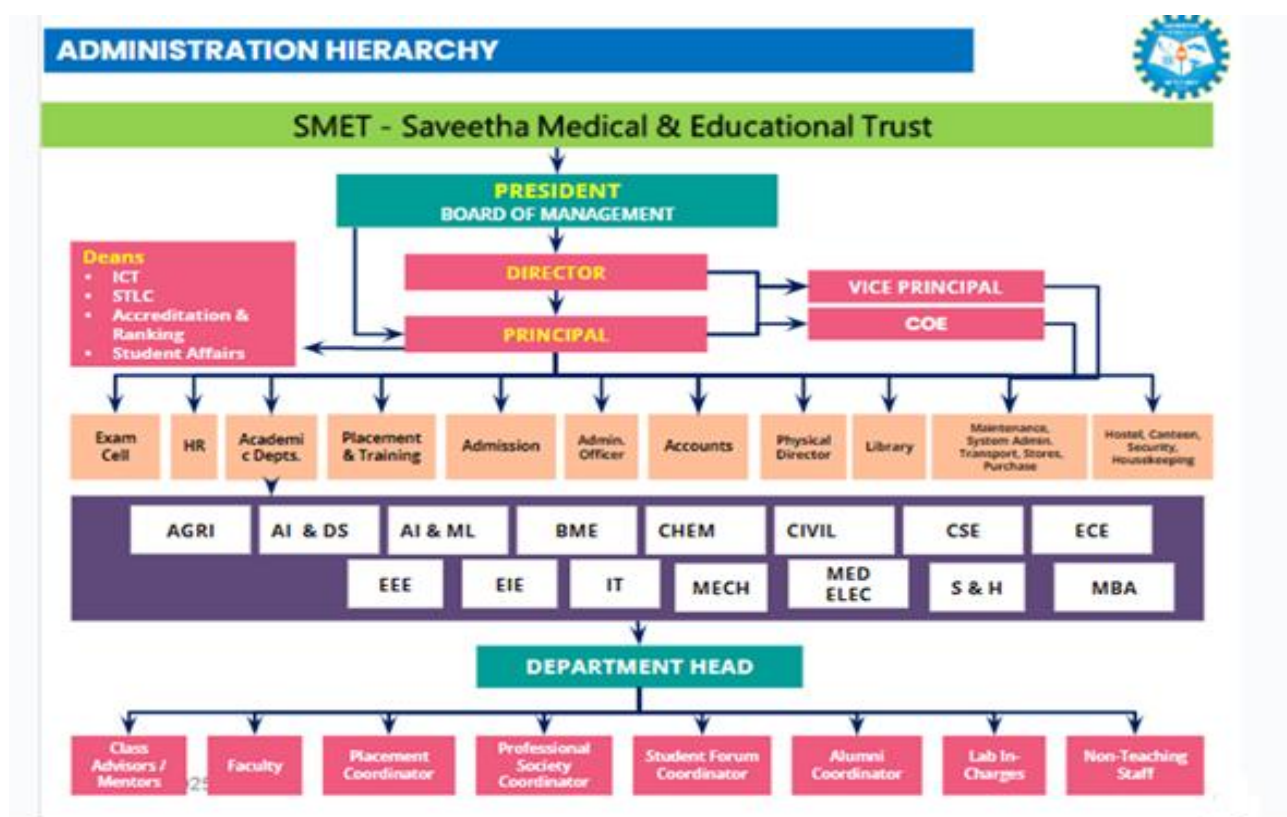 ADMINISTRATION HIERARCHY
SMET - Saveetha Medical & Educational Trust
PRESIDENT
BOARD OF MANAGEMENT
Deans
• ICT
• STLC
• Accreditation &
Ranking
• Student Affairs
DIRECTOR
PRINCIPAL
VICE PRINCIPAL
COE
Exam
Cell
HR
Academi
c Depts.
Placement
& Training
Admission
Admin.
Officer
Accounts
Physical
Director
Library
Maintenance,
System Admin.
Transport, Stores,
Purchase
Hostel, Canteen,
Security,
Housekeeping
AGRI
AI & DS
AI & ML
BME
CHEM
CIVIL
CSE
ECE
EEE
EIE
IT
MECH
MED
ELEC
S & H
MBA
DEPARTMENT HEAD
Class
Advisors /
Mentors
Faculty
Placement
Coordinator
Professional
Society
Coordinator
Student Forum
Coordinator
Alumni
Coordinator
Lab In-
Charges
Non-Teaching
Staff